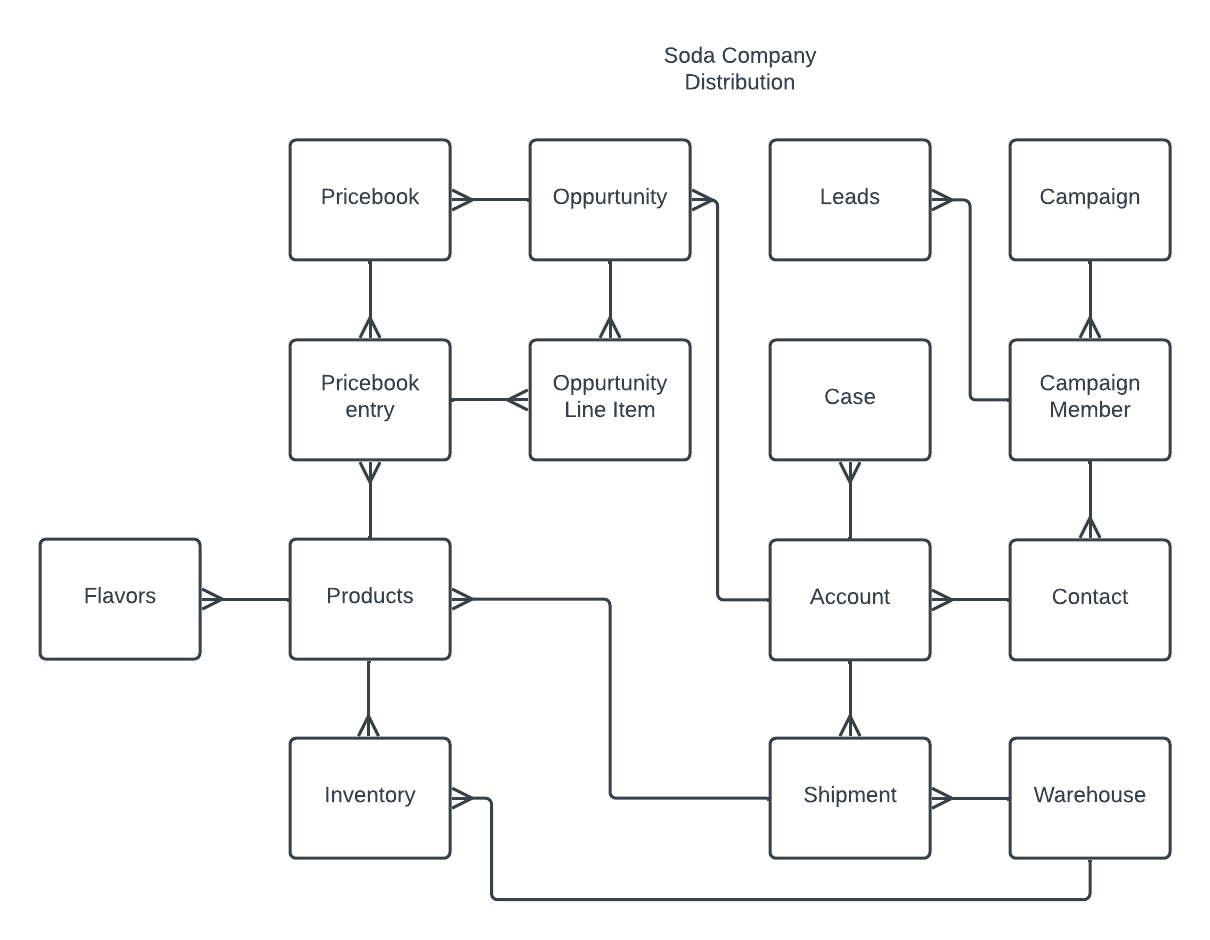 Soda Company
Distribution
Pricebook
Oppurtunity
Leads
Campaign
Pricebook
entry
Oppurtunity
Line Item
Case
Campaign
Member
Flavors
Products
Account
Contact
Inventory
Shipment
Warehouse